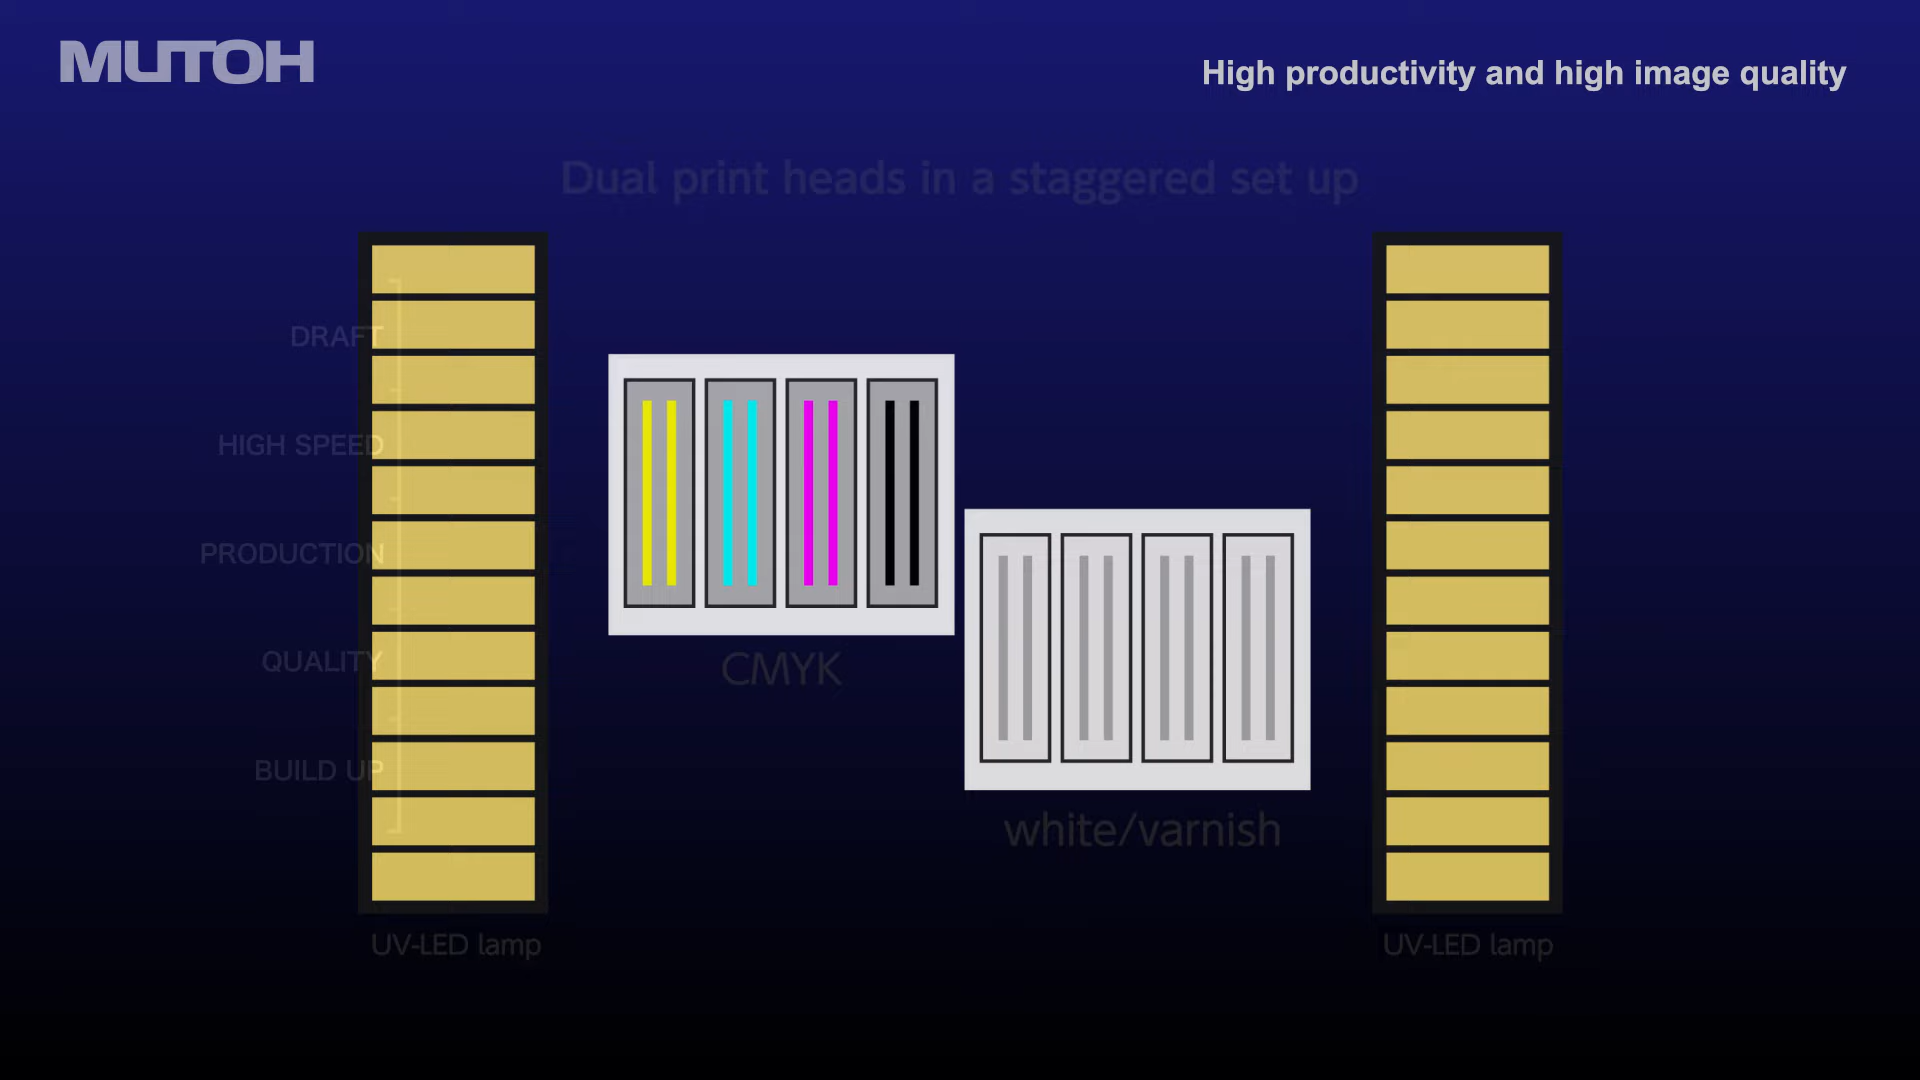 MUTOH
High productivity and high image quality
Dual print heads in a staggered set up
DRAFT
HIGH SPEED
PRODUCTION
QUALITY
BUILD UP
CMYK
white/varnish
UV-LED lamp
UV-LED lamp